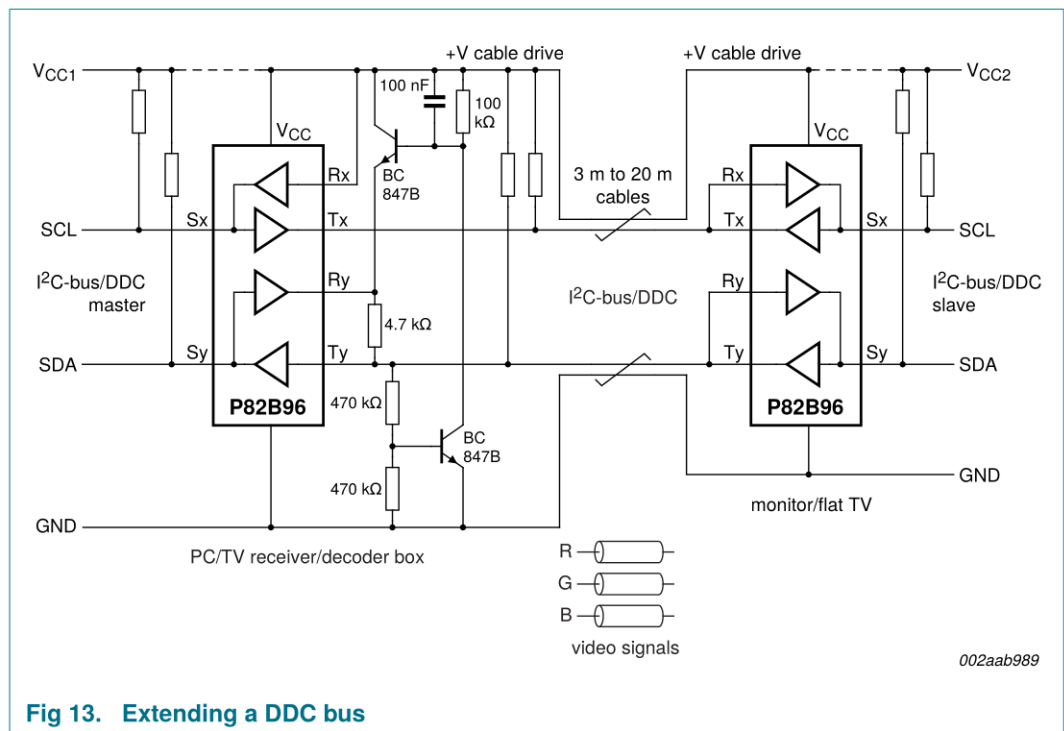 +V cable drive
+V cable drive
VCC1
VCC2
100 nF
100
kΩ
VCC
VCC
BC
847B
3 m to 20 m
cables
Rx
Rx
Sx
Tx
Tx
Sx
SCL
SCL
I²C-bus/DDC
master
Ry
I²C-bus/DDC
Ry
I²C-bus/DDC
slave
4.7 kΩ
SDA
Sy
Ty
Ty
Sy
SDA
P82B96
470 kΩ
BC
847B
P82B96
470 kΩ
GND
monitor/flat TV
GND
PC/TV receiver/decoder box
R
G
B
video signals
002aab989
Fig 13. Extending a DDC bus